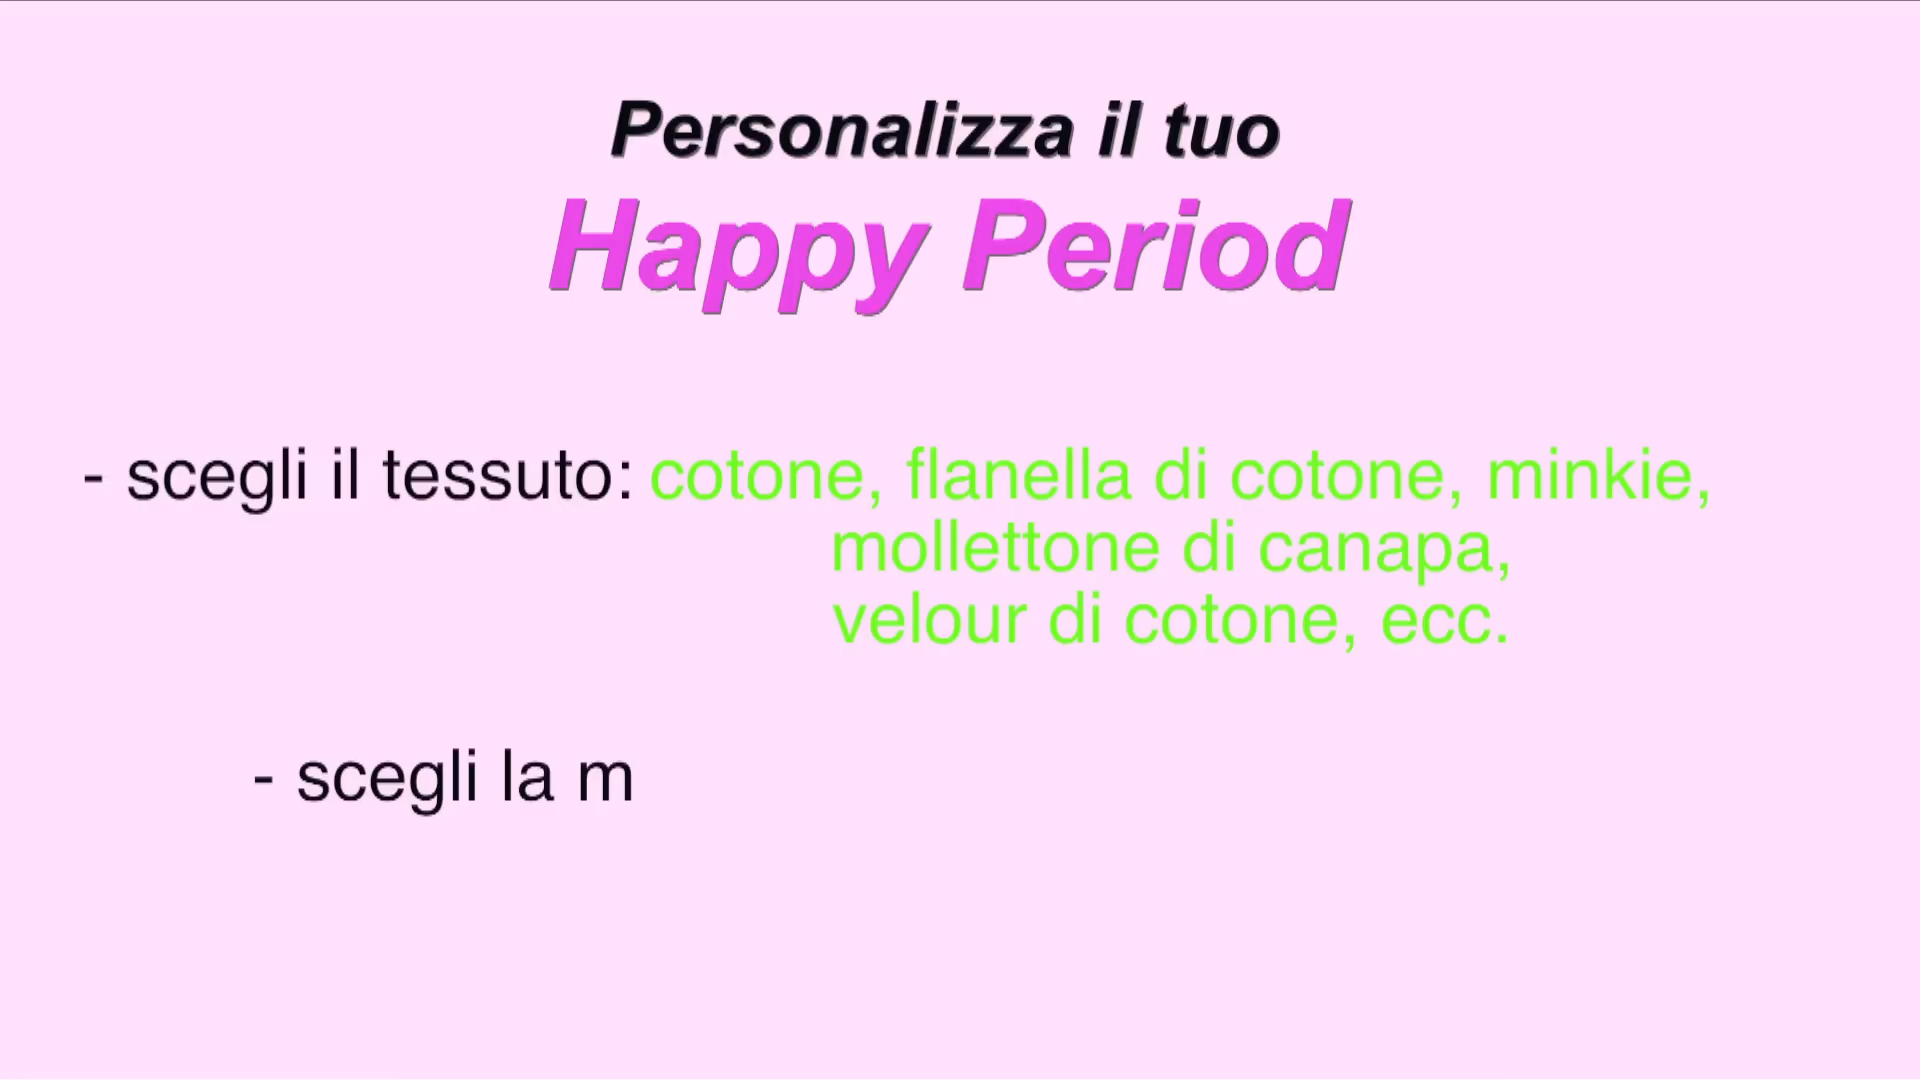 Personalizza il tuo
Happy Period
- scegli il tessuto: cotone, flanella di cotone, minkie,
mollettone di canapa,
velour di cotone, ecc.
- scegli la m